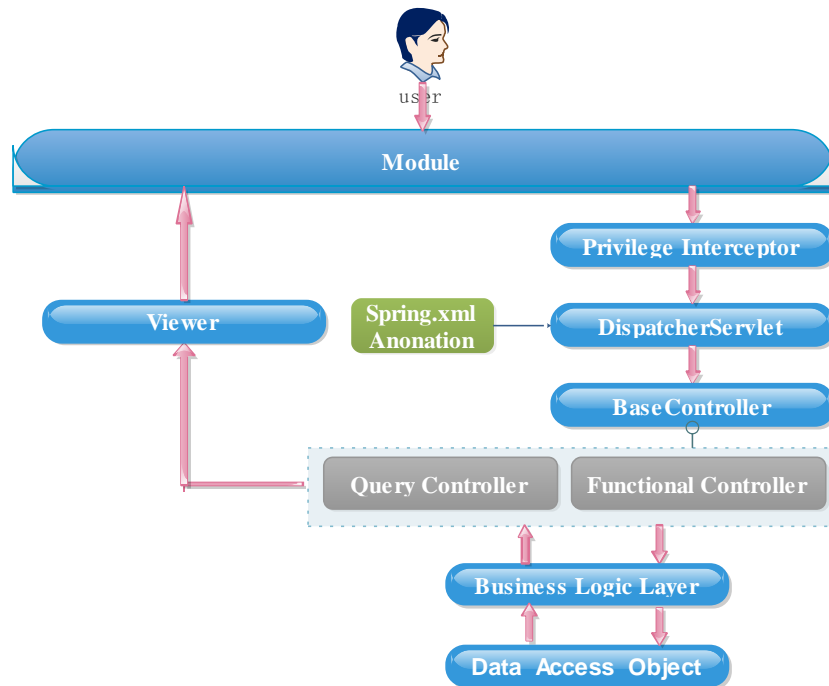 user
Module
Privilege Interceptor
Viewer
Spring.xml
Anonation
DispatcherServlet
BaseController
Query Controller
Functional Controller
Business Logic Layer
Data Access Object